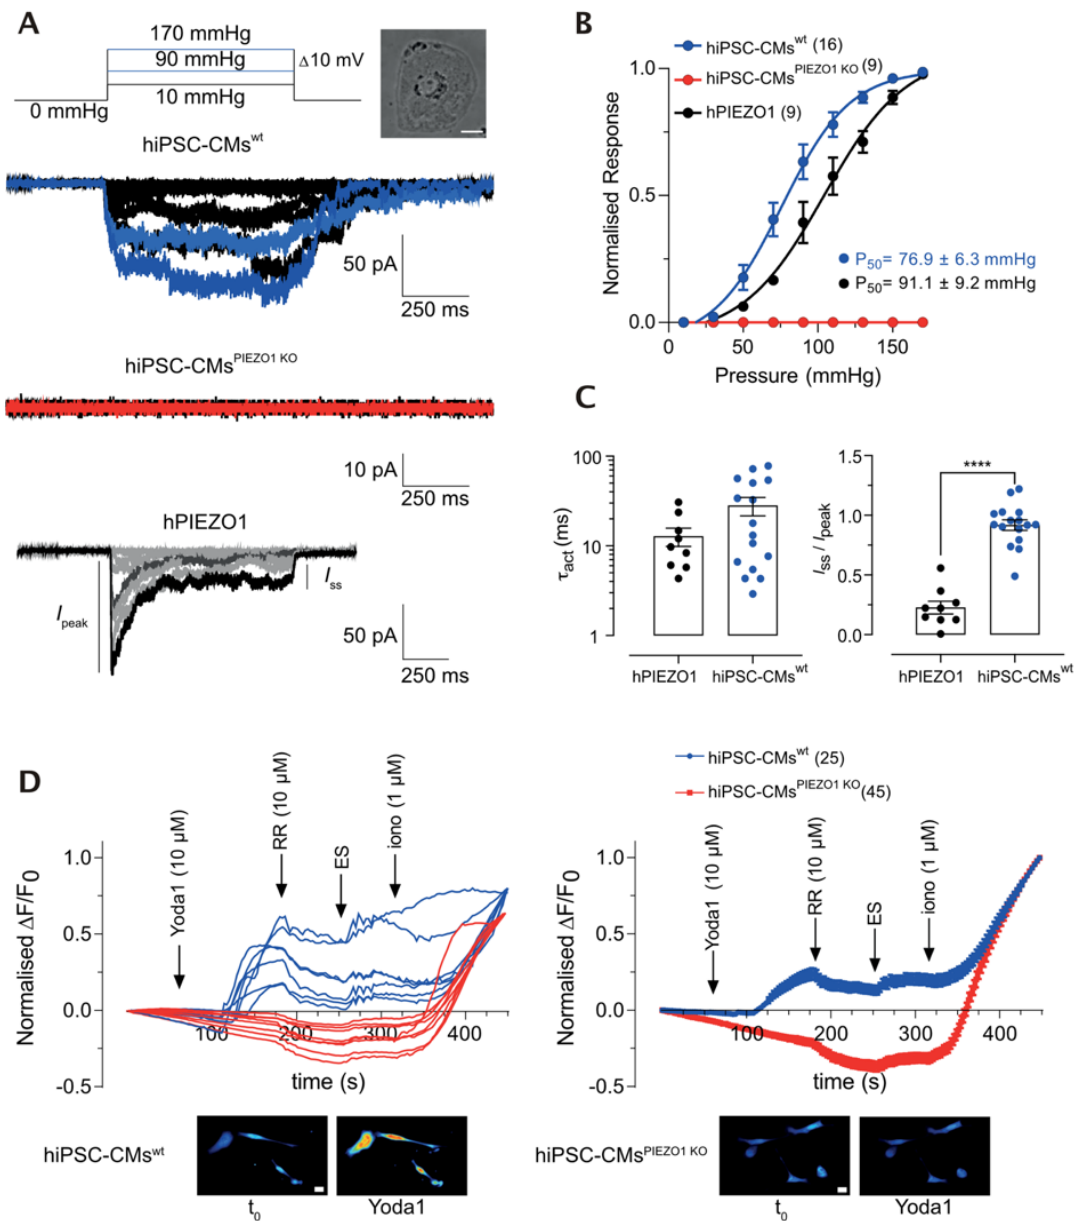 A
170 mmHg
90 mmHg
Δ10 mV
10 mmHg
0 mmHg
hiPSC-CMs^wt
50 pA
250 ms
hiPSC-CMs^PIEZO1 KO
10 pA
250 ms
hPIEZO1
I_ss
I_peak
50 pA
250 ms
B
hiPSC-CMs^wt (16)
hiPSC-CMs^PIEZO1 KO (9)
hPIEZO1 (9)
1.0
0.5
0.0
Normalised Response
P50= 76.9 ± 6.3 mmHg
P50= 91.1 ± 9.2 mmHg
0 50 100 150
Pressure (mmHg)
C
100
10
1
τ_act (ms)
hPIEZO1 hiPSC-CMs^wt
****
1.5
1.0
0.5
0.0
I_ss / I_peak
hPIEZO1 hiPSC-CMs^wt
D
Yoda1 (10 µM)
RR (10 µM)
ES
iono (1 µM)
1.0
0.5
0.0
-0.5
Normalised ΔF/F0
100 200 300 400
time (s)
hiPSC-CMs^wt (25)
hiPSC-CMs^PIEZO1 KO (45)
Yoda1 (10 µM)
RR (10 µM)
ES
iono (1 µM)
1.0
0.5
0.0
-0.5
Normalised ΔF/F0
100 200 300 400
time (s)
hiPSC-CMs^wt
t0
Yoda1
hiPSC-CMs^PIEZO1 KO
t0
Yoda1